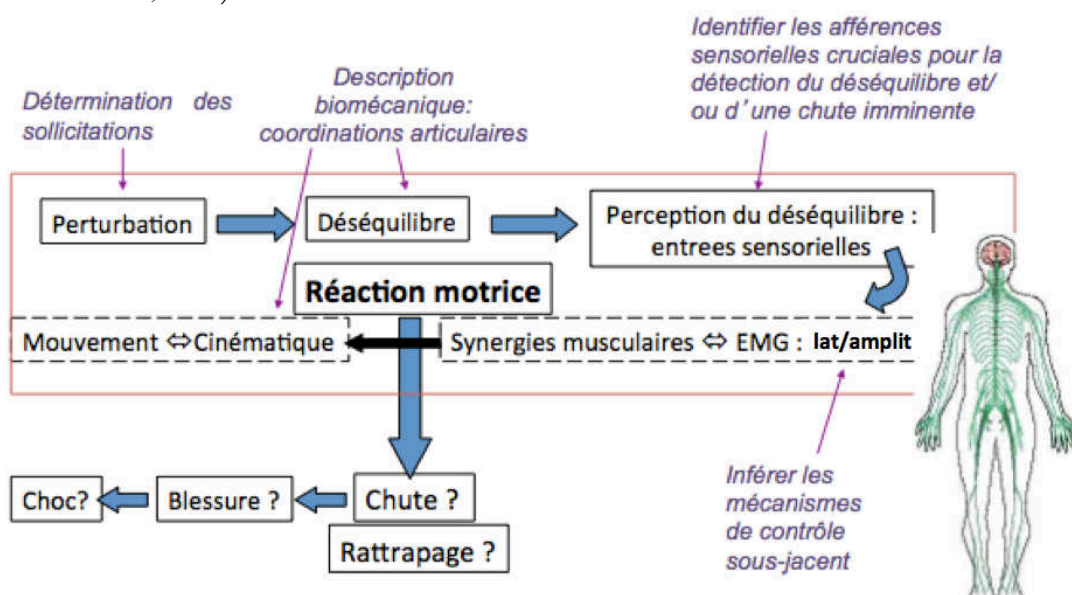 Identifier les afférences
sensorielles cruciales pour la
détection du déséquilibre et/
ou d'une chute imminente
Description
biomécanique:
coordinations articulaires
Détermination des
sollicitations
Perturbation
Déséquilibre
Perception du déséquilibre :
entrees sensorielles
Réaction motrice
Mouvement ⇔Cinématique
Synergies musculaires ⇔ EMG : lat/amplit
Choc?
Blessure ?
Chute ?
Rattrapage ?
Inférer les
mécanismes
de contrôle
sous-jacent